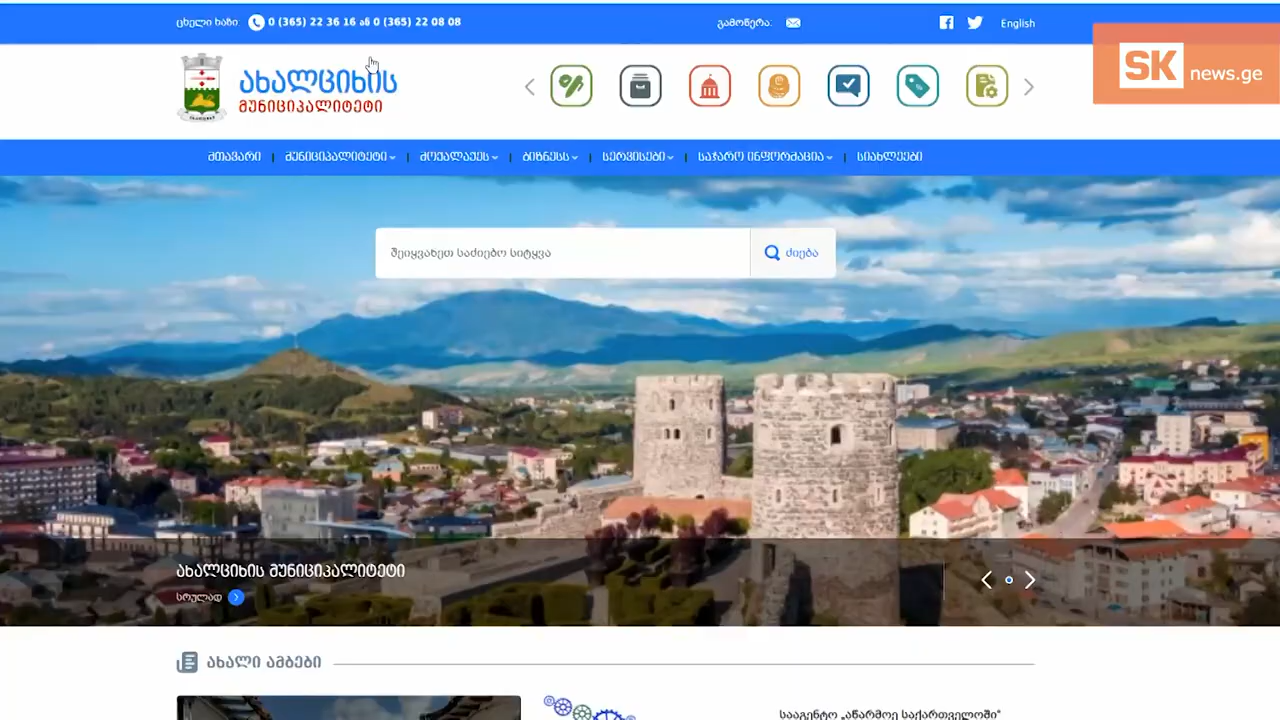 ცხელი ხაზი: 0 (365) 22 36 16 ან 0 (365) 22 08 08
გამოწერა:
English
SK news.ge
ახალციხის
მუნიციპალიტეტი
მთავარი
მუნიციპალიტეტი
მოქალაქეს
ბიზნესს
სერვისები
საჯარო ინფორმაცია
სიახლეები
შეიყვანეთ საძიებო სიტყვა
ძიება
ახალციხის მუნიციპალიტეტი
სრულად
ახალი ამბები
სააგენტო „აწარმოე საქართველოში“